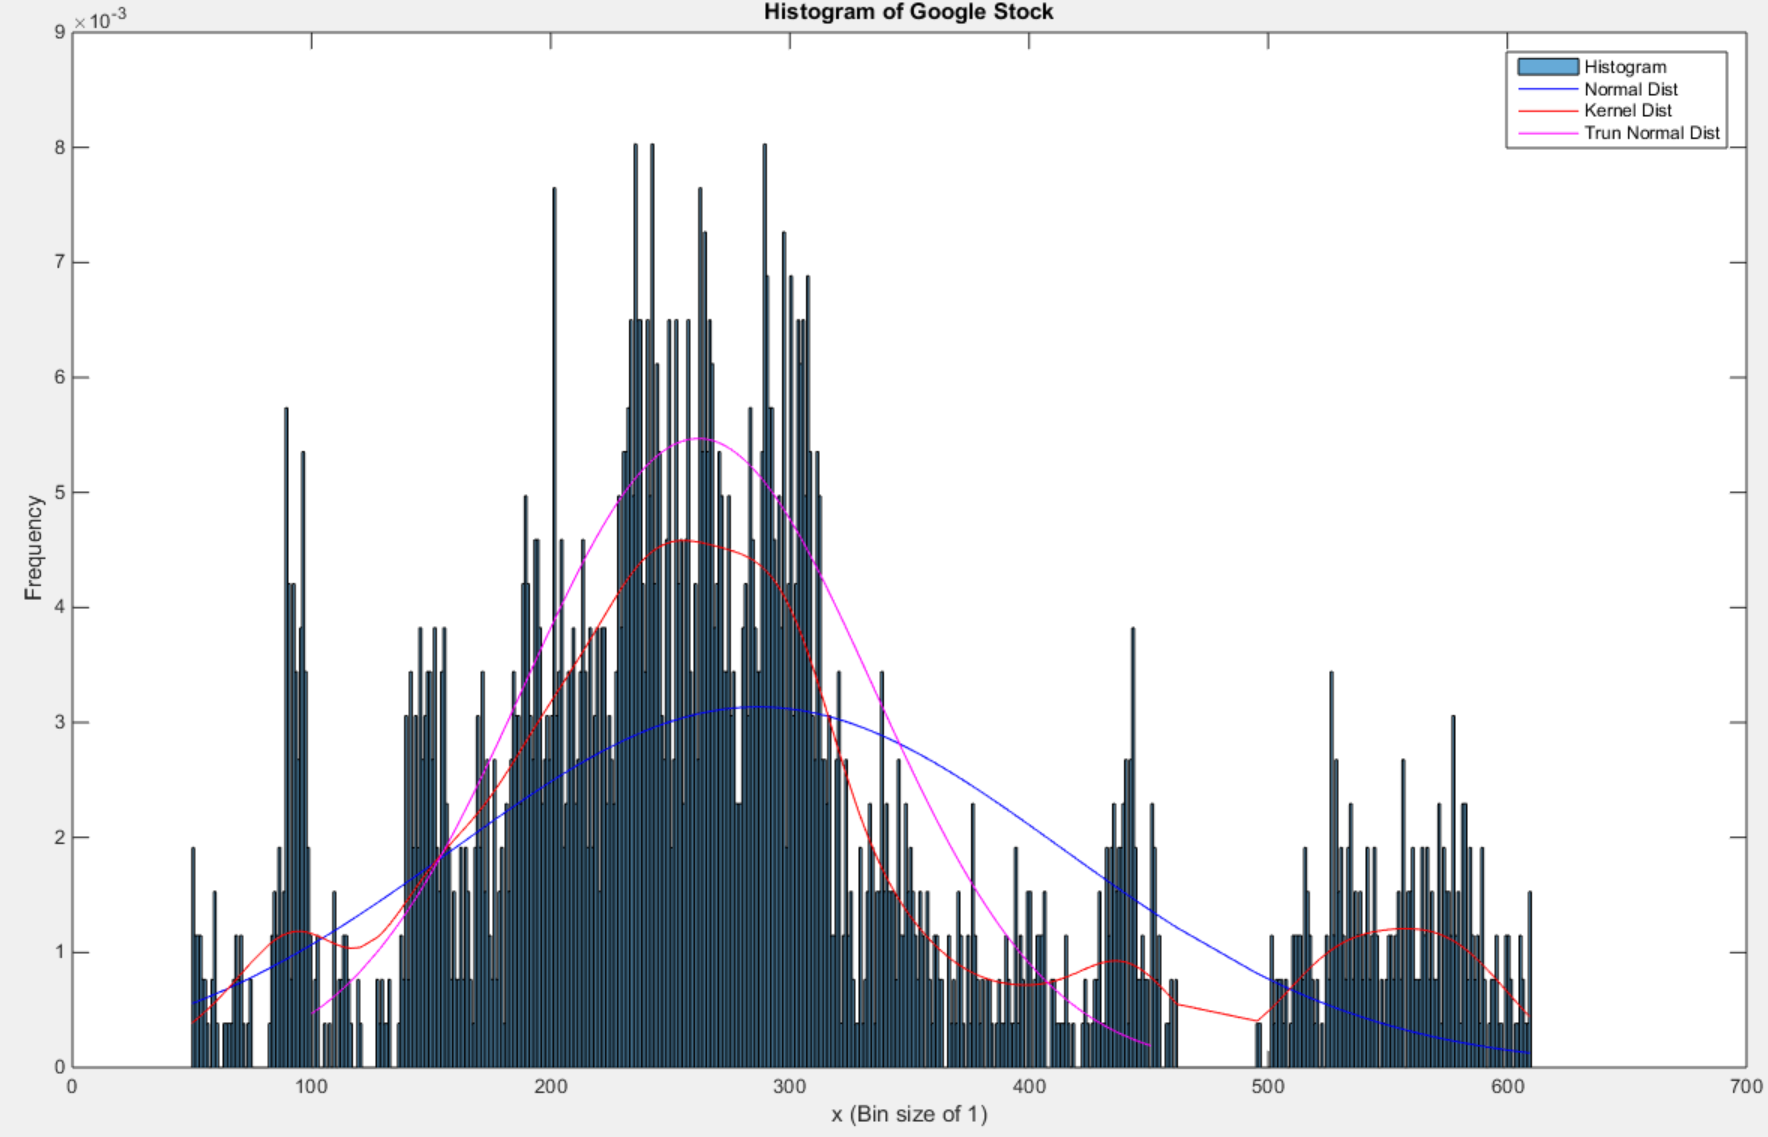 Histogram of Google Stock
×10-3
9
8
7
6
5
4
3
2
1
0
Frequency
0 100 200 300 400 500 600 700
x (Bin size of 1)
Histogram
Normal Dist
Kernel Dist
Trun Normal Dist